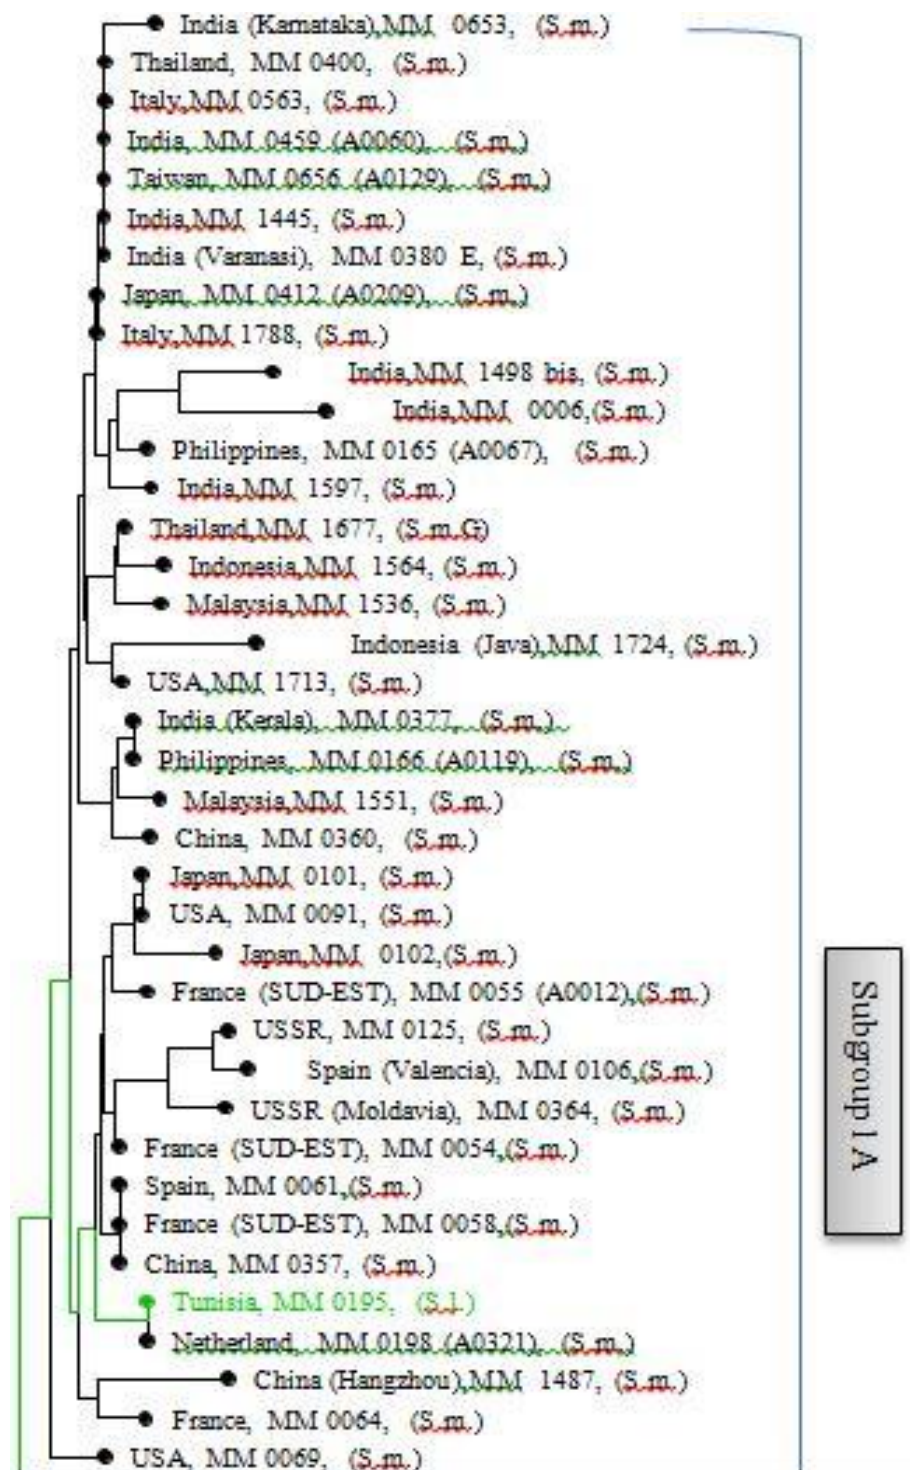 India (Karnataka),MM 0653, (S.m.)
Thailand, MM 0400, (S.m.)
Italy,MM 0563, (S.m.)
India, MM 0459 (A0060), (S.m.)
Taiwan, MM 0656 (A0129), (S.m.)
India,MM 1445, (S.m.)
India (Varanasi), MM 0380 E, (S.m.)
Japan, MM 0412 (A0209), (S.m.)
Italy,MM 1788, (S.m.)
India,MM 1498 bis, (S.m.)
India,MM 0006,(S.m.)
Philippines, MM 0165 (A0067), (S.m.)
India,MM 1597, (S.m.)
Thailand,MM 1677, (S.m.G)
Indonesia,MM 1564, (S.m.)
Malaysia,MM 1536, (S.m.)
Indonesia (Java),MM 1724, (S.m.)
USA,MM 1713, (S.m.)
India (Kerala), MM 0377, (S.m.)
Philippines, MM 0166 (A0119), (S.m.)
Malaysia,MM 1551, (S.m.)
China, MM 0360, (S.m.)
Japan,MM 0101, (S.m.)
USA, MM 0091, (S.m.)
Japan,MM 0102,(S.m.)
France (SUD-EST), MM 0055 (A0012),(S.m.)
USSR, MM 0125, (S.m.)
Spain (Valencia), MM 0106,(S.m.)
USSR (Moldavia), MM 0364, (S.m.)
France (SUD-EST), MM 0054,(S.m.)
Spain, MM 0061,(S.m.)
France (SUD-EST), MM 0058,(S.m.)
China, MM 0357, (S.m.)
Tunisia, MM 0195, (S.l.)
Netherland, MM 0198 (A0321), (S.m.)
China (Hangzhou),MM 1487, (S.m.)
France, MM 0064, (S.m.)
USA, MM 0069, (S.m.)
Subgroup 1 A